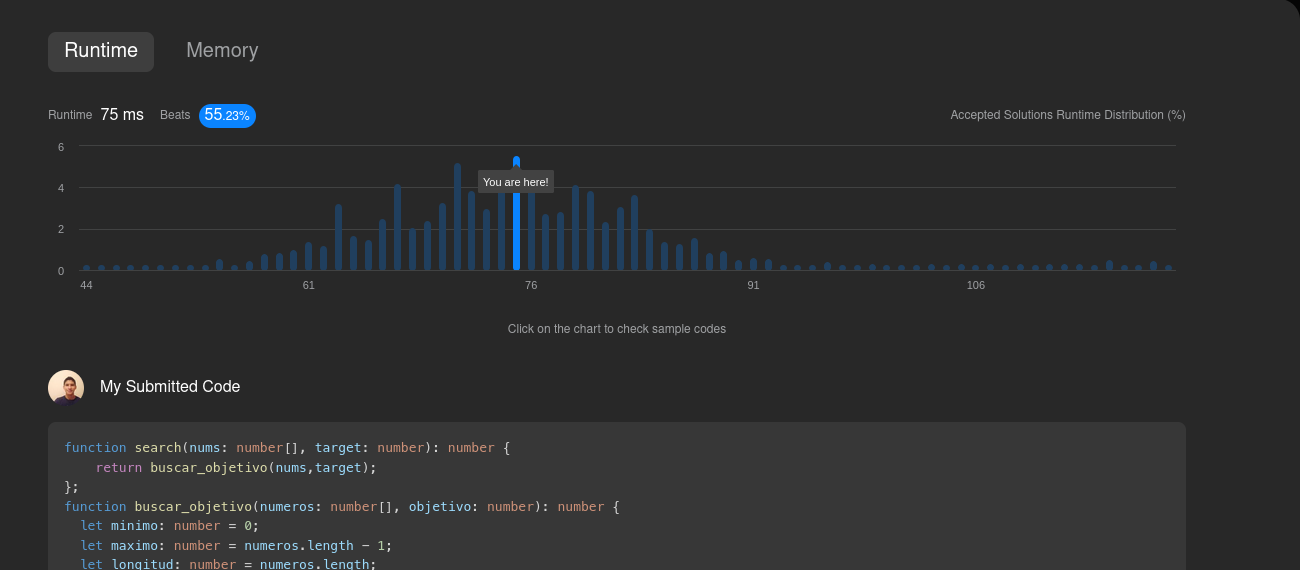 Runtime Memory
Runtime 75 ms Beats 55.23% Accepted Solutions Runtime Distribution (%)
6
4
2
0
You are here!
44 61 76 91 106
Click on the chart to check sample codes
My Submitted Code
function search(nums: number[], target: number): number {
    return buscar_objetivo(nums,target);
};
function buscar_objetivo(numeros: number[], objetivo: number): number {
  let minimo: number = 0;
  let maximo: number = numeros.length - 1;
  let longitud: number = numeros.length;